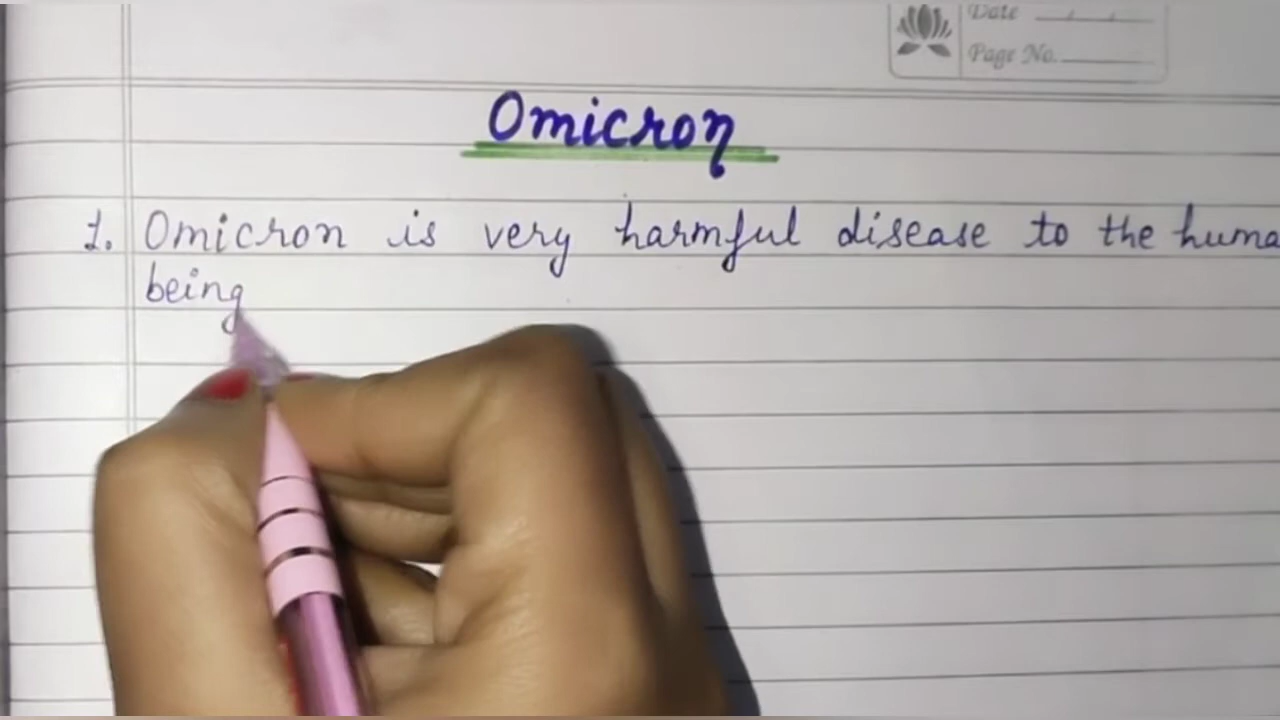 Date
Page No.
Omicron
1. Omicron is very harmful disease to the huma
being